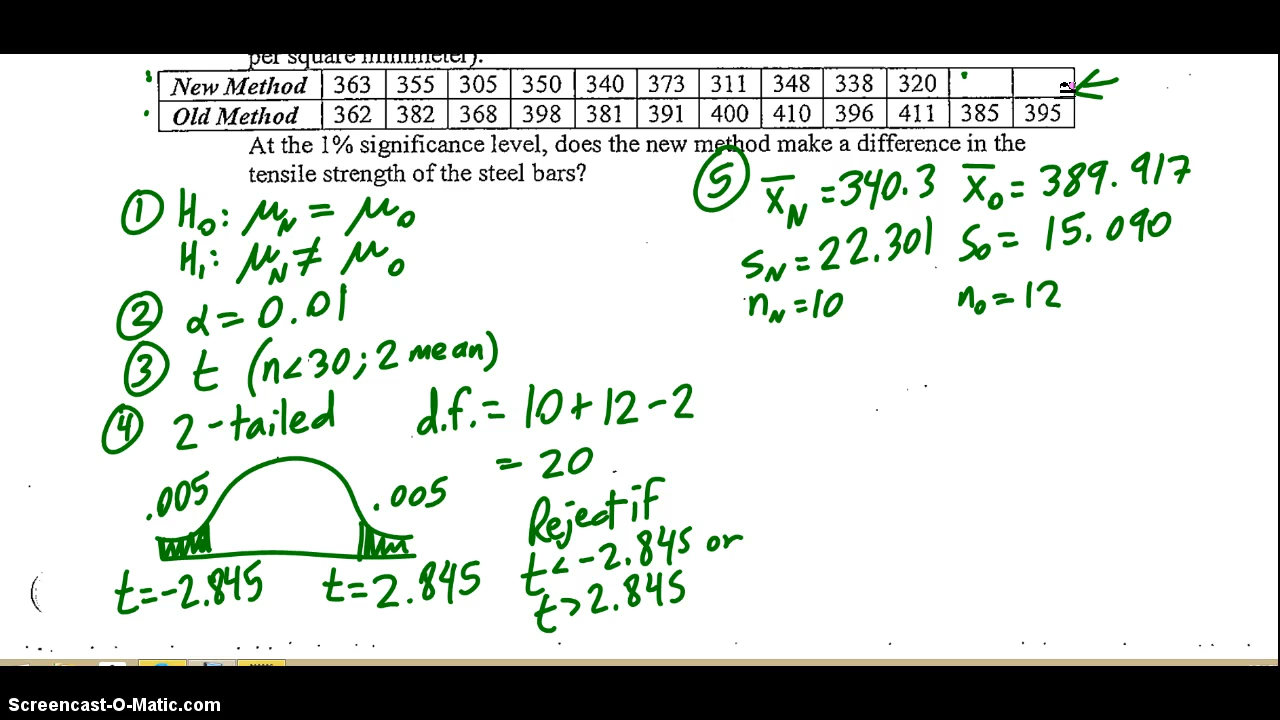 per square millimeter).
New Method 363 355 305 350 340 373 311 348 338 320
Old Method 362 382 368 398 381 391 400 410 396 411 385 395
At the 1% significance level, does the new method make a difference in the
tensile strength of the steel bars?
① H₀: μN = μ₀
H₁: μN ≠ μ₀
② α = 0.01
③ t (n<30; 2 mean)
④ 2-tailed d.f. = 10 + 12 - 2
= 20
.005 .005
t = -2.845 t = 2.845
Reject if
t < -2.845 or
t > 2.845
⑤ x̄N = 340.3 x̄₀ = 389.917
sN = 22.301 s₀ = 15.090
nN = 10 n₀ = 12
Screencast-O-Matic.com